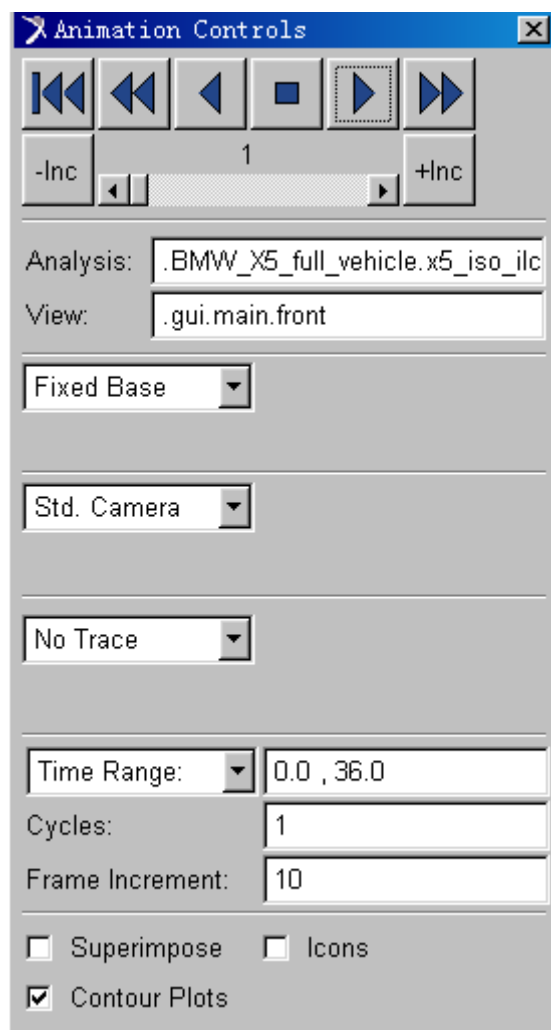 Animation Controls
-Inc 1 +Inc
Analysis: .BMW_X5_full_vehicle.x5_iso_ilc
View: .gui.main.front
Fixed Base
Std. Camera
No Trace
Time Range: 0.0 , 36.0
Cycles: 1
Frame Increment: 10
Superimpose Icons
Contour Plots